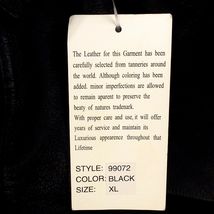 The Leather for this Garment has been
carefully selected from tanneries
around the world. Although coloring has been
added. minor imperfections are allowed
to remain aparent to preserve the
beaty of natures trademark.
With proper care and use, it will offer
years of service and maintain its
Luxurious appearence throughout that
Lifetime
STYLE: 99072
COLOR: BLACK
SIZE: XL